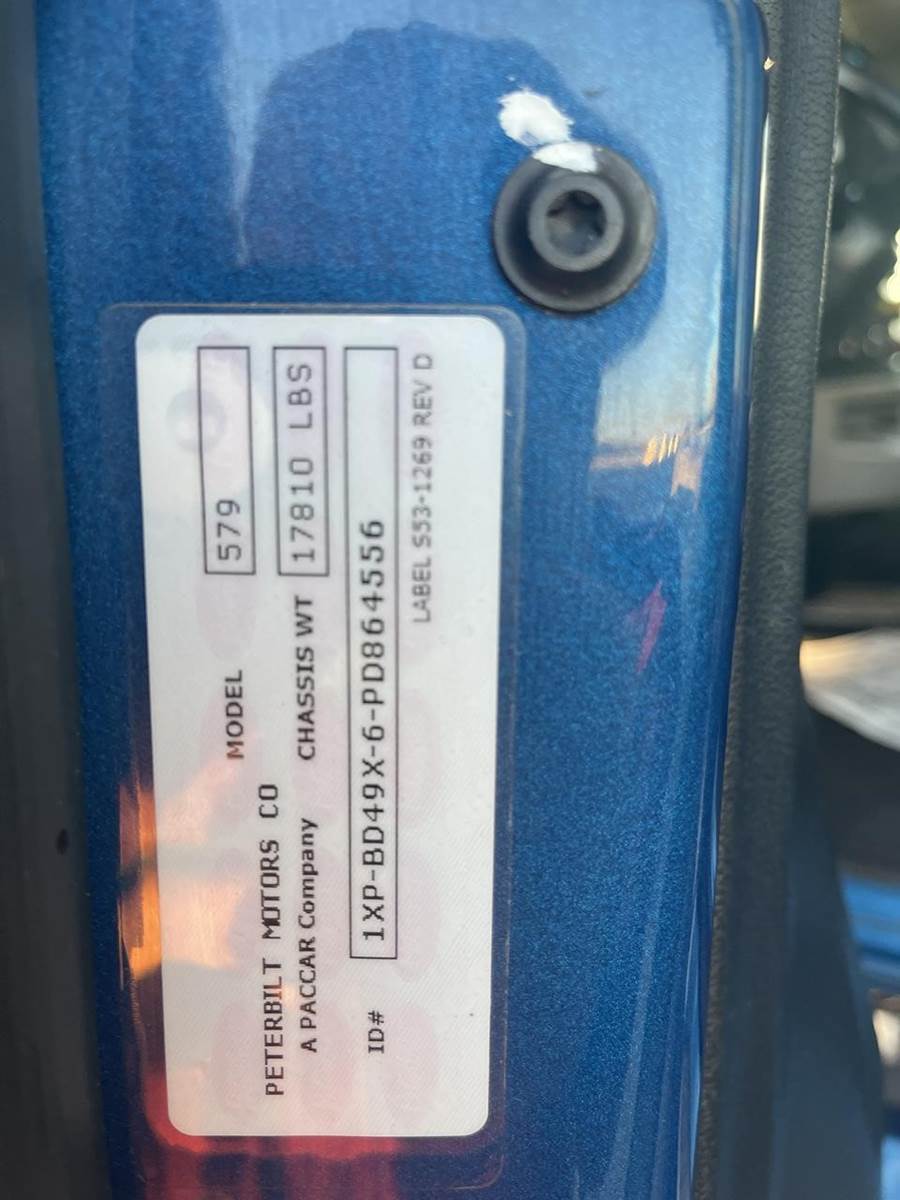 PETERBILT MOTORS CO MODEL 579
A PACCAR Company CHASSIS WT 17810 LBS
ID# 1XP-BD49X-6-PD864556
LABEL S53-1269 REV D